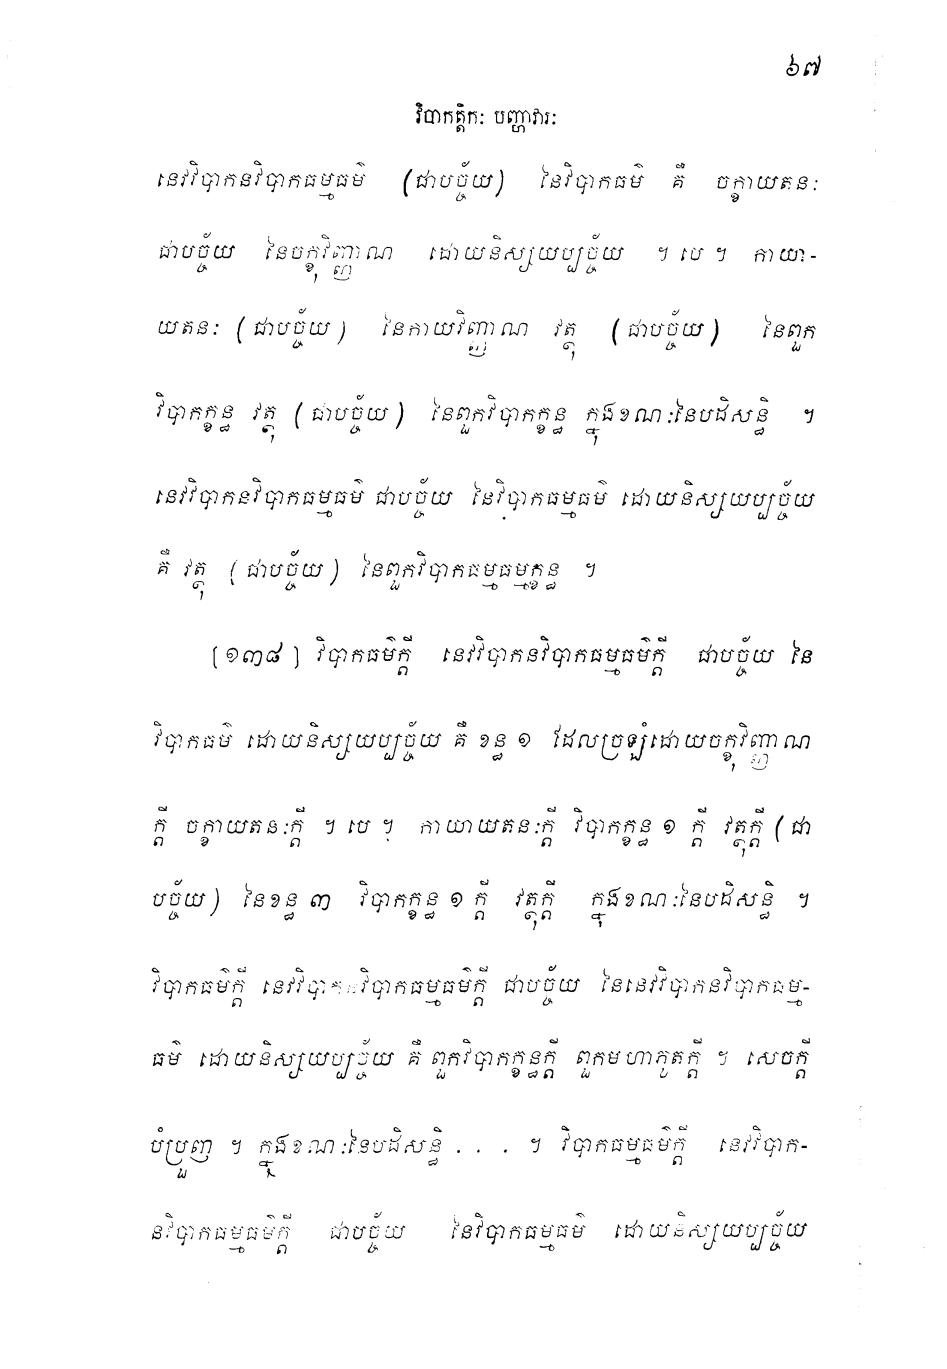 ៦៧
វិបាកត្តិកៈ បញ្ហាវារៈ
នេវវិបាកនវិបាកធម្មធម៌ (ជាបច្ច័យ) នៃវិបាកធម៌ គឺ ចក្ខាយតនៈ
ជាបច្ច័យ នៃចក្ខុវិញ្ញាណ ដោយនិស្សយប្បច្ច័យ ។ បេ ។ កាយា-
យតនៈ (ជាបច្ច័យ) នៃកាយវិញ្ញាណ វត្ថុ (ជាបច្ច័យ) នៃពួក
វិបាកក្ខន្ធ វត្ថុ (ជាបច្ច័យ) នៃពួកវិបាកក្ខន្ធ ក្នុងខណៈនៃបដិសន្ធិ ។
នេវវិបាកនវិបាកធម្មធម៌ ជាបច្ច័យ នៃវិបាកធម្មធម៌ ដោយនិស្សយប្បច្ច័យ
គឺ វត្ថុ (ជាបច្ច័យ) នៃពួកវិបាកធម្មធម្មក្ខន្ធ ។
[១៣៨] វិបាកធម៌ក្តី នេវវិបាកនវិបាកធម្មធម៌ក្តី ជាបច្ច័យ នៃ
វិបាកធម៌ ដោយនិស្សយប្បច្ច័យ គឺ ខន្ធ ១ ដែលច្រឡំដោយចក្ខុវិញ្ញាណ
ក្តី ចក្ខាយតនៈក្តី ។ បេ ។ កាយាយតនៈក្តី វិបាកក្ខន្ធ ១ ក្តី វត្ថុក្តី (ជា
បច្ច័យ) នៃខន្ធ ៣ វិបាកក្ខន្ធ ១ ក្តី វត្ថុក្តី ក្នុងខណៈនៃបដិសន្ធិ ។
វិបាកធម៌ក្តី នេវវិបាកនវិបាកធម្មធម៌ក្តី ជាបច្ច័យ នៃនេវវិបាកនវិបាកធម្ម-
ធម៌ ដោយនិស្សយប្បច្ច័យ គឺ ពួកវិបាកក្ខន្ធក្តី ពួកមហាភូតក្តី ។ សេចក្តី
បំប្រួញ ។ ក្នុងខណៈនៃបដិសន្ធិ . . . ។ វិបាកធម្មធម៌ក្តី នេវវិបាក-
នវិបាកធម្មធម៌ក្តី ជាបច្ច័យ នៃវិបាកធម្មធម៌ ដោយនិស្សយប្បច្ច័យ